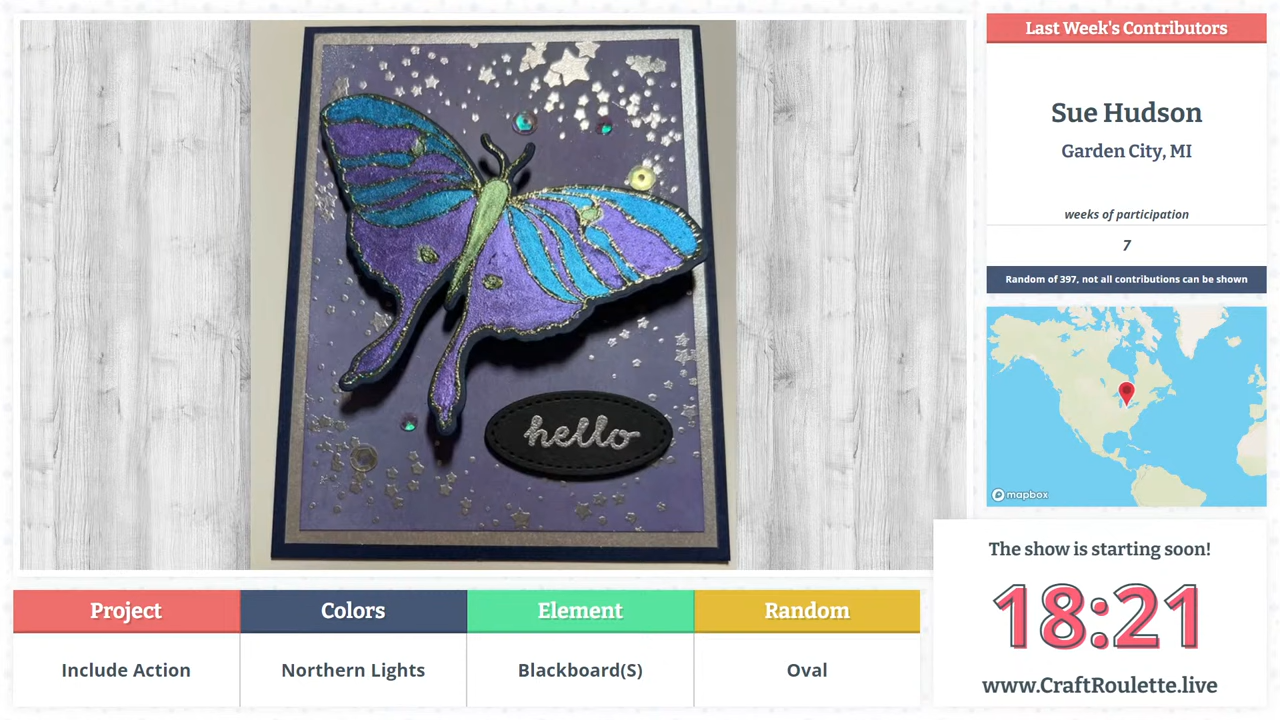 hello
Last Week's Contributors
Sue Hudson
Garden City, MI
weeks of participation
7
Random of 397, not all contributions can be shown
mapbox
The show is starting soon!
18:21
www.CraftRoulette.live
Project
Colors
Element
Random
Include Action
Northern Lights
Blackboard(S)
Oval